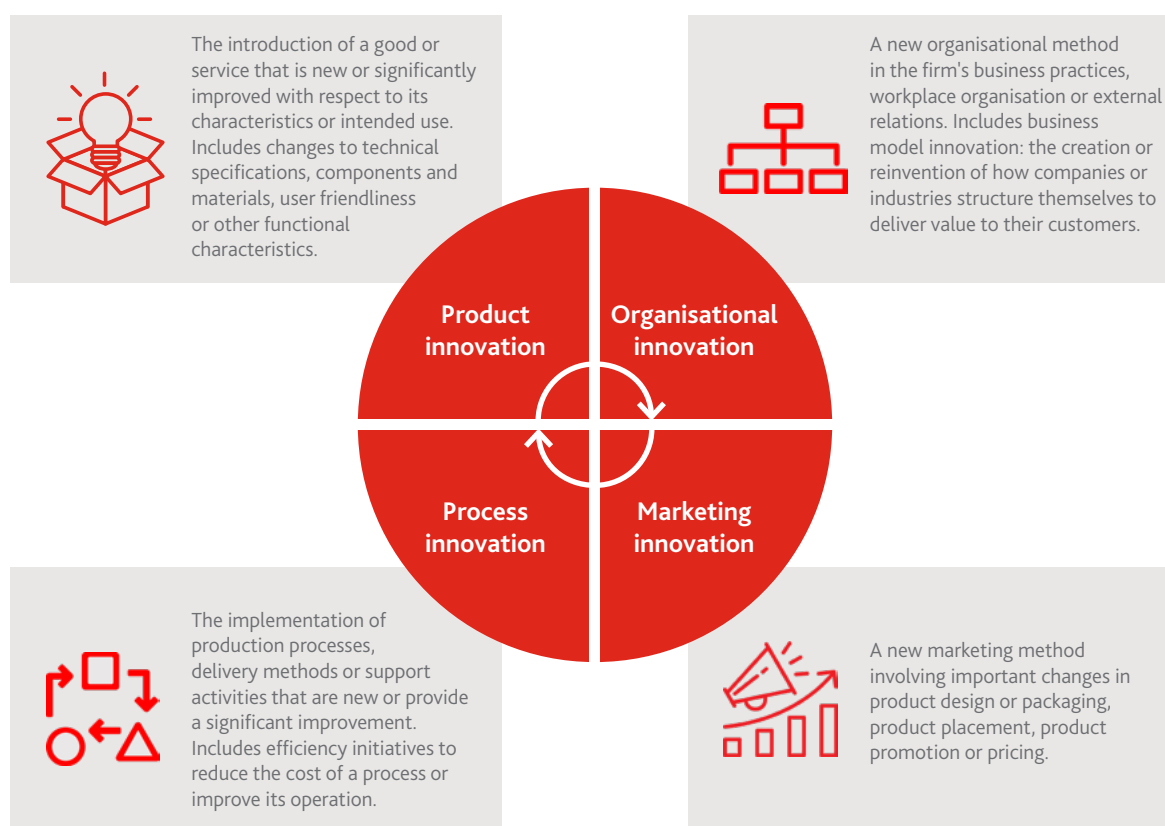 The introduction of a good or
service that is new or significantly
improved with respect to its
characteristics or intended use.
Includes changes to technical
specifications, components and
materials, user friendliness
or other functional
characteristics.
A new organisational method
in the firm's business practices,
workplace organisation or external
relations. Includes business
model innovation: the creation or
reinvention of how companies or
industries structure themselves to
deliver value to their customers.
Product
innovation
Organisational
innovation
Process
innovation
Marketing
innovation
The implementation of
production processes,
delivery methods or support
activities that are new or provide
a significant improvement.
Includes efficiency initiatives to
reduce the cost of a process or
improve its operation.
A new marketing method
involving important changes in
product design or packaging,
product placement, product
promotion or pricing.